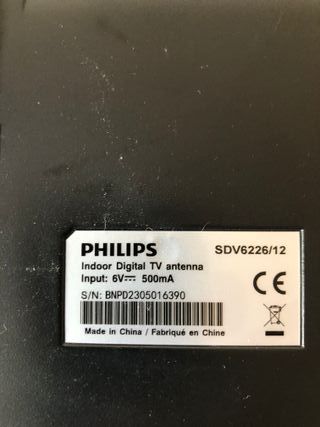 PHILIPS SDV6226/12
Indoor Digital TV antenna
Input: 6V⎓ 500mA
S/N: BNPD2305016390
CE
Made in China / Fabriqué en Chine